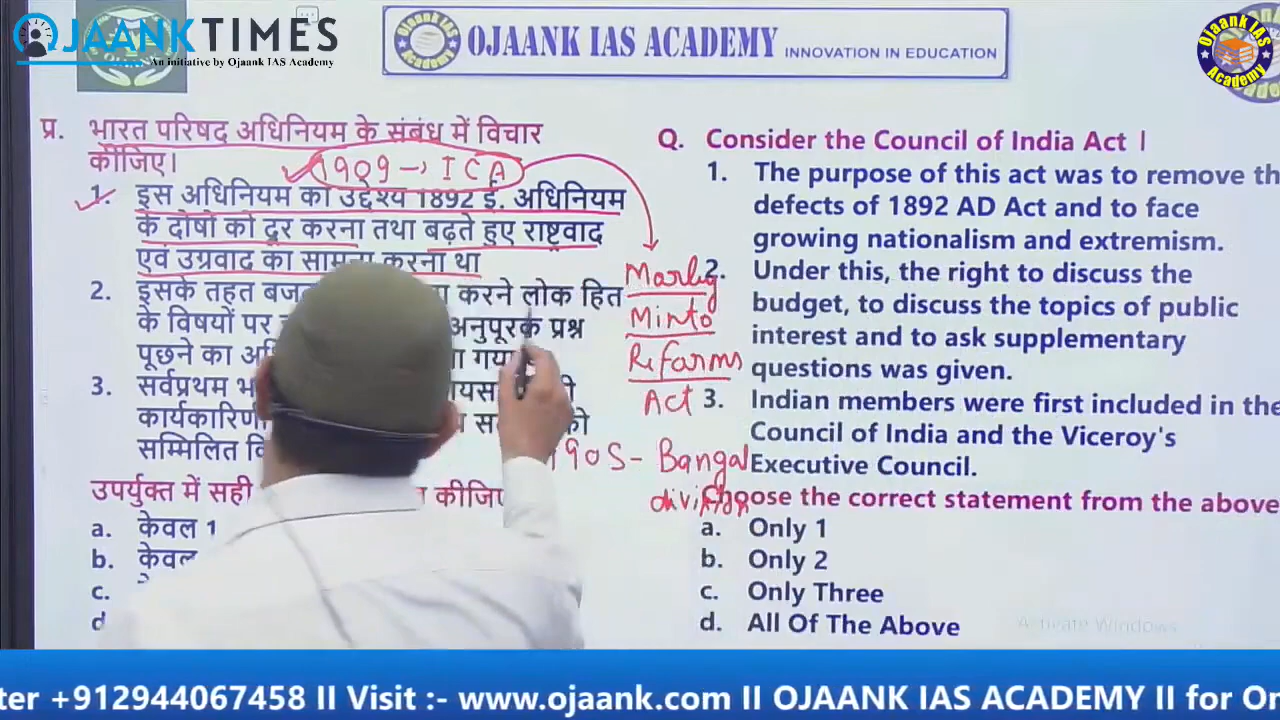 OJAANKTIMES
An initiative by Ojaank IAS Academy
OJAANK IAS ACADEMY INNOVATION IN EDUCATION
Ojaank IAS
Academy
प्र. भारत परिषद अधिनियम के संबंध में विचार
कीजिए।
1909 → ICA
1. इस अधिनियम का उद्देश्य 1892 ई. अधिनियम
के दोषों को दूर करना तथा बढ़ते हुए राष्ट्रवाद
एवं उग्रवाद का सामना करना था
2. इसके तहत करने लोक हित
के विषयों पर अनुपूरक प्रश्न
पूछने का
3. सर्वप्रथम
सम्मिलित
उपर्युक्त में सही
a. केवल 1
b. केवल
c.
d
Morley
Minto
Reforms
Act
1905 - Bangal
division
Q. Consider the Council of India Act |
1. The purpose of this act was to remove th
defects of 1892 AD Act and to face
growing nationalism and extremism.
2. Under this, the right to discuss the
budget, to discuss the topics of public
interest and to ask supplementary
questions was given.
3. Indian members were first included in the
Council of India and the Viceroy's
Executive Council.
Choose the correct statement from the above
a. Only 1
b. Only 2
c. Only Three
d. All Of The Above
Activate Windows
ter +912944067458 II Visit :- www.ojaank.com II OJAANK IAS ACADEMY II for On